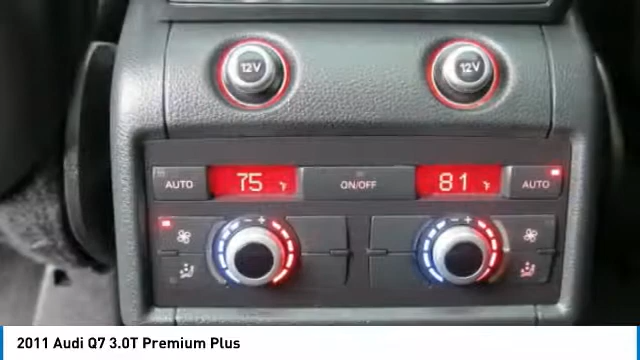 12V 12V
75 °F 81 °F
AUTO ON/OFF AUTO
- + - +
2011 Audi Q7 3.0T Premium Plus